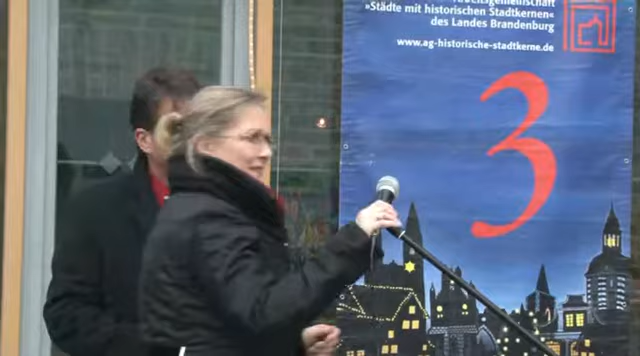 »Städte mit historischen Stadtkernen«
des Landes Brandenburg
www.ag-historische-stadtkerne.de
3